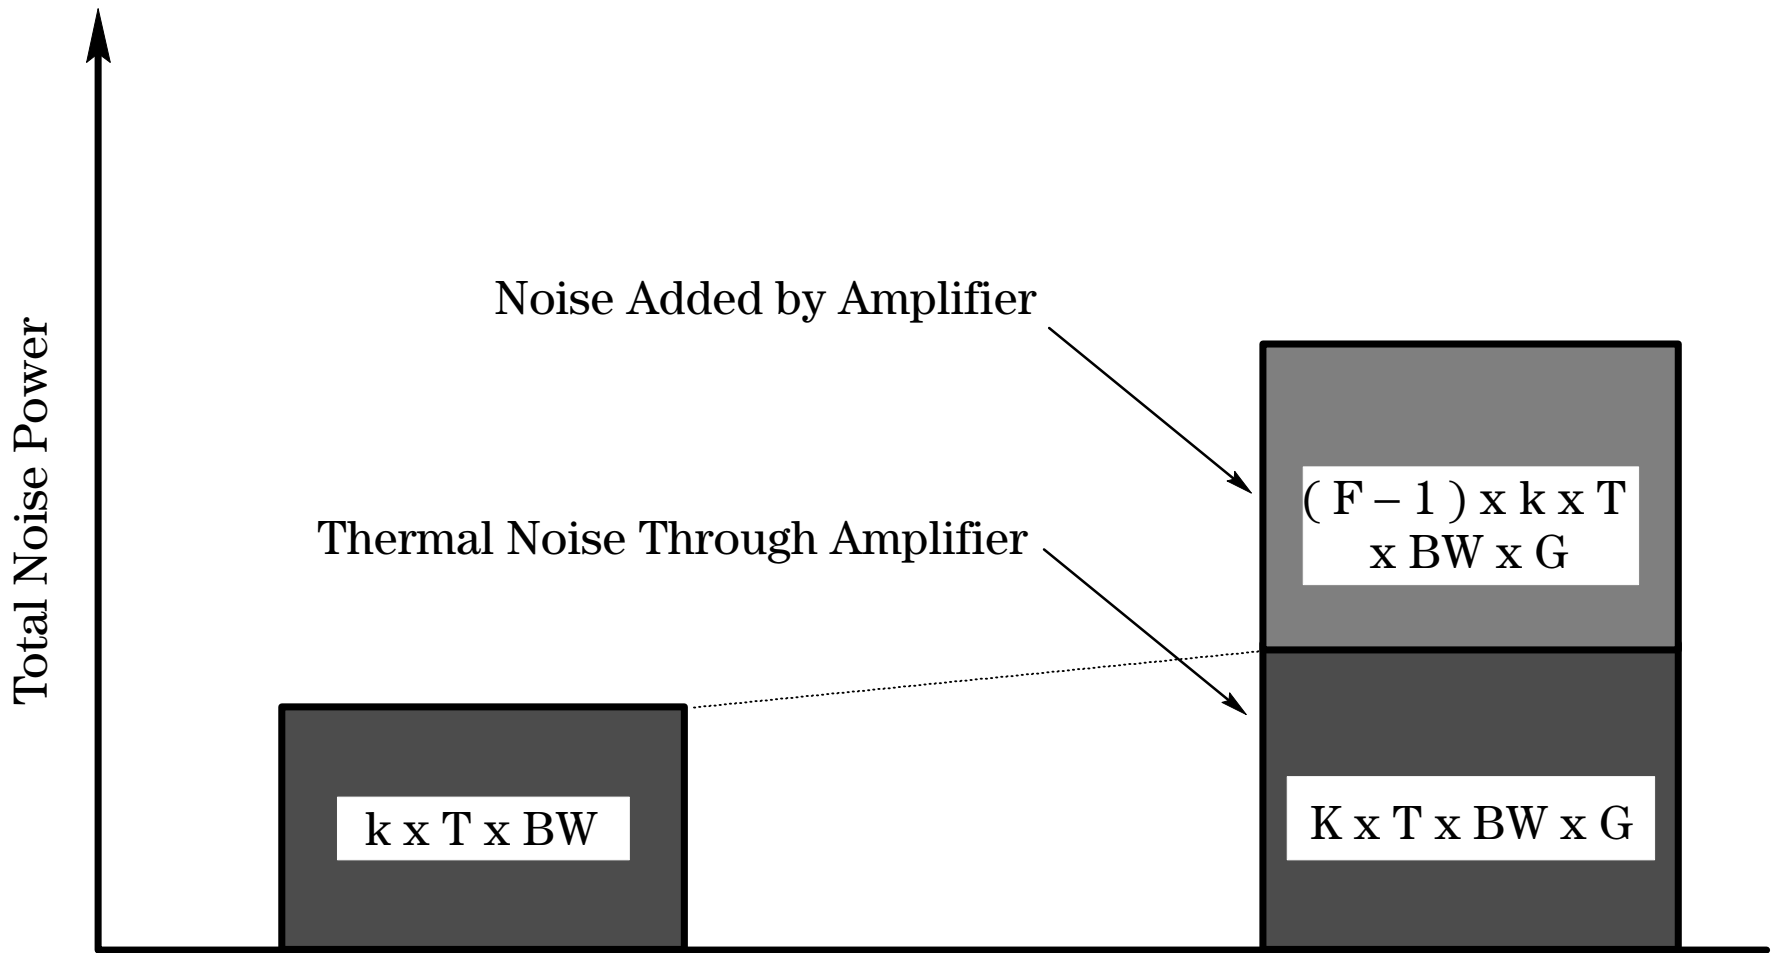 Total Noise Power
Noise Added by Amplifier
Thermal Noise Through Amplifier
( F – 1 ) x k x T
x BW x G
k x T x BW
K x T x BW x G